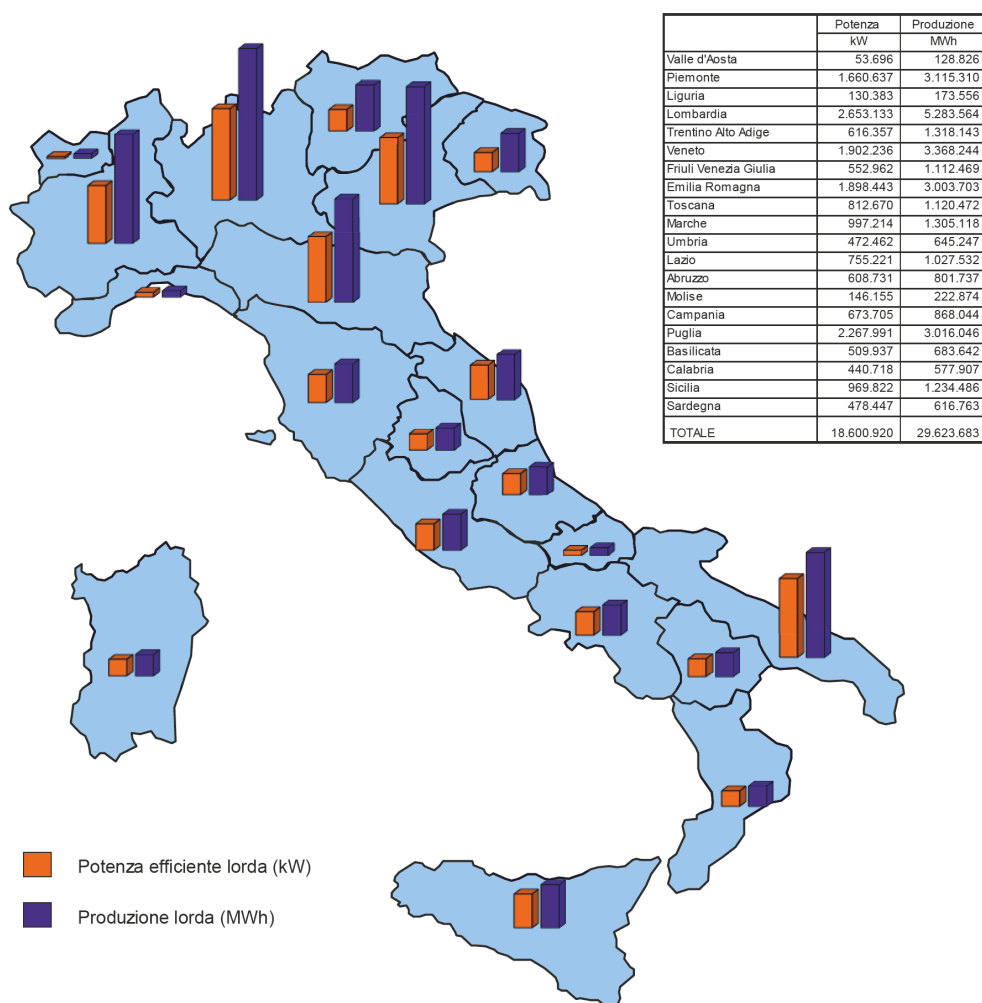 Potenza Produzione
kW MWh
Valle d'Aosta 53.696 128.826
Piemonte 1.660.637 3.115.310
Liguria 130.383 173.556
Lombardia 2.653.133 5.283.564
Trentino Alto Adige 616.357 1.318.143
Veneto 1.902.236 3.368.244
Friuli Venezia Giulia 552.962 1.112.469
Emilia Romagna 1.898.443 3.003.703
Toscana 812.670 1.120.472
Marche 997.214 1.305.118
Umbria 472.462 645.247
Lazio 755.221 1.027.532
Abruzzo 608.731 801.737
Molise 146.155 222.874
Campania 673.705 868.044
Puglia 2.267.991 3.016.046
Basilicata 509.937 683.642
Calabria 440.718 577.907
Sicilia 969.822 1.234.486
Sardegna 478.447 616.763
TOTALE 18.600.920 29.623.683
Potenza efficiente lorda (kW)
Produzione lorda (MWh)